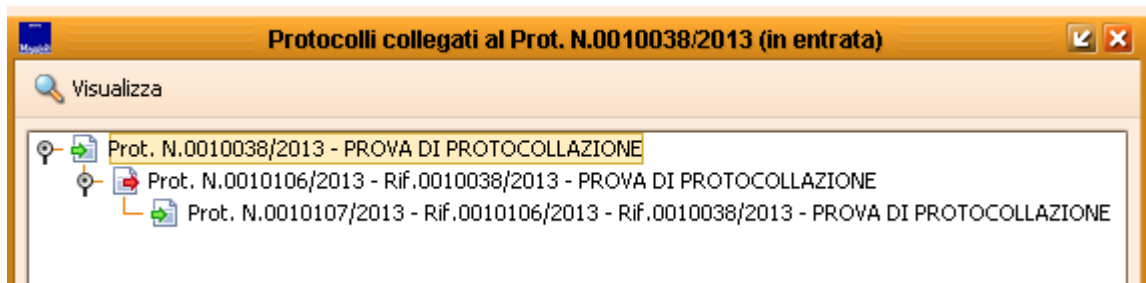 Protocolli collegati al Prot. N.0010038/2013 (in entrata)
Visualizza
Prot. N.0010038/2013 - PROVA DI PROTOCOLLAZIONE
Prot. N.0010106/2013 - Rif.0010038/2013 - PROVA DI PROTOCOLLAZIONE
Prot. N.0010107/2013 - Rif.0010106/2013 - Rif.0010038/2013 - PROVA DI PROTOCOLLAZIONE